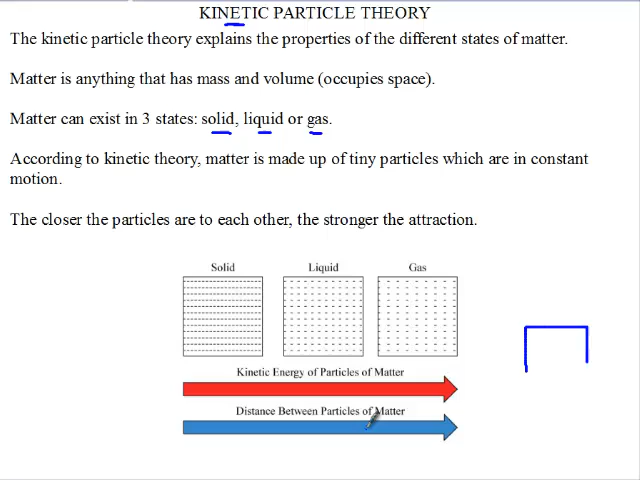 KINETIC PARTICLE THEORY
The kinetic particle theory explains the properties of the different states of matter.
Matter is anything that has mass and volume (occupies space).
Matter can exist in 3 states: solid, liquid or gas.
According to kinetic theory, matter is made up of tiny particles which are in constant
motion.
The closer the particles are to each other, the stronger the attraction.
Solid Liquid Gas
Kinetic Energy of Particles of Matter
Distance Between Particles of Matter